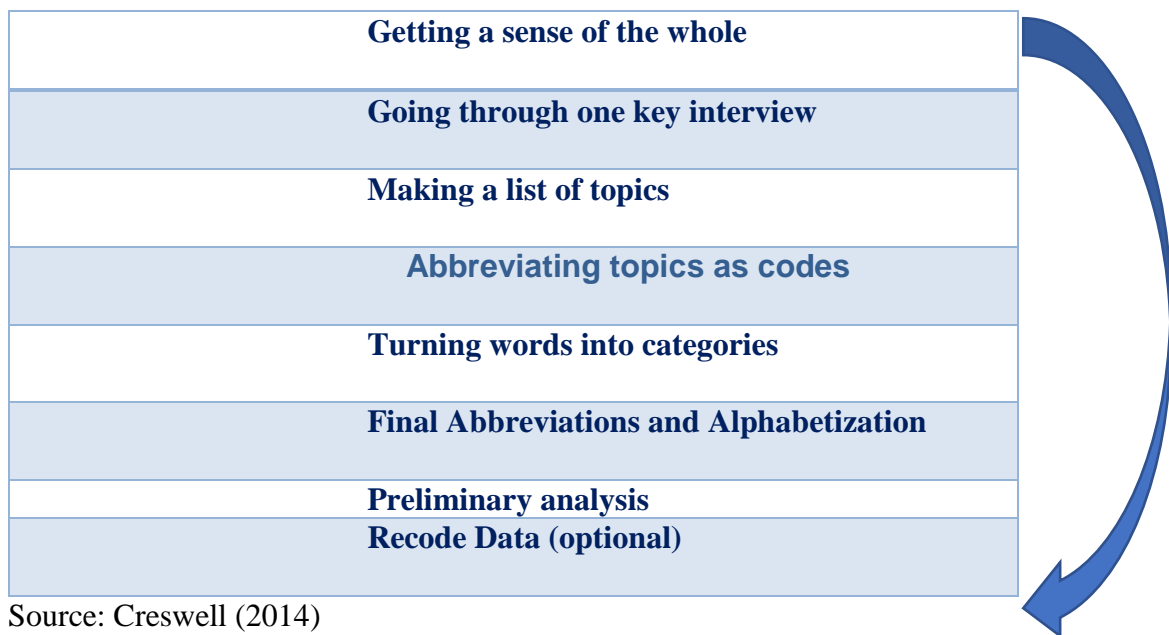 Getting a sense of the whole
Going through one key interview
Making a list of topics
Abbreviating topics as codes
Turning words into categories
Final Abbreviations and Alphabetization
Preliminary analysis
Recode Data (optional)
Source: Creswell (2014)